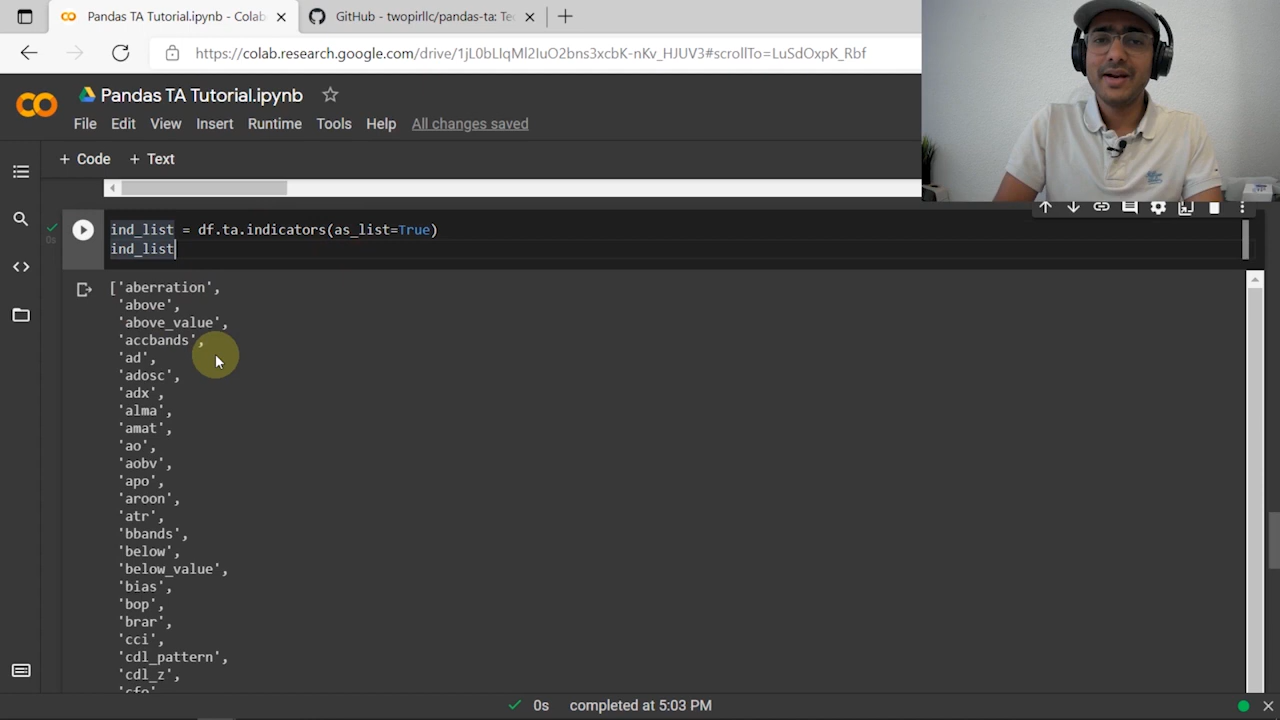 Pandas TA Tutorial.ipynb - Colab
GitHub - twopirllc/pandas-ta: Te
https://colab.research.google.com/drive/1jL0bLIqMl2IuO2bns3xcbK-nKv_HJUV3#scrollTo=LuSdOxpK_Rbf
Pandas TA Tutorial.ipynb
File Edit View Insert Runtime Tools Help All changes saved
+ Code + Text
0s
ind_list = df.ta.indicators(as_list=True)
ind_list
['aberration',
'above',
'above_value',
'accbands',
'ad',
'adosc',
'adx',
'alma',
'amat',
'ao',
'aobv',
'apo',
'aroon',
'atr',
'bbands',
'below',
'below_value',
'bias',
'bop',
'brar',
'cci',
'cdl_pattern',
'cdl_z',
'cfo',
0s completed at 5:03 PM